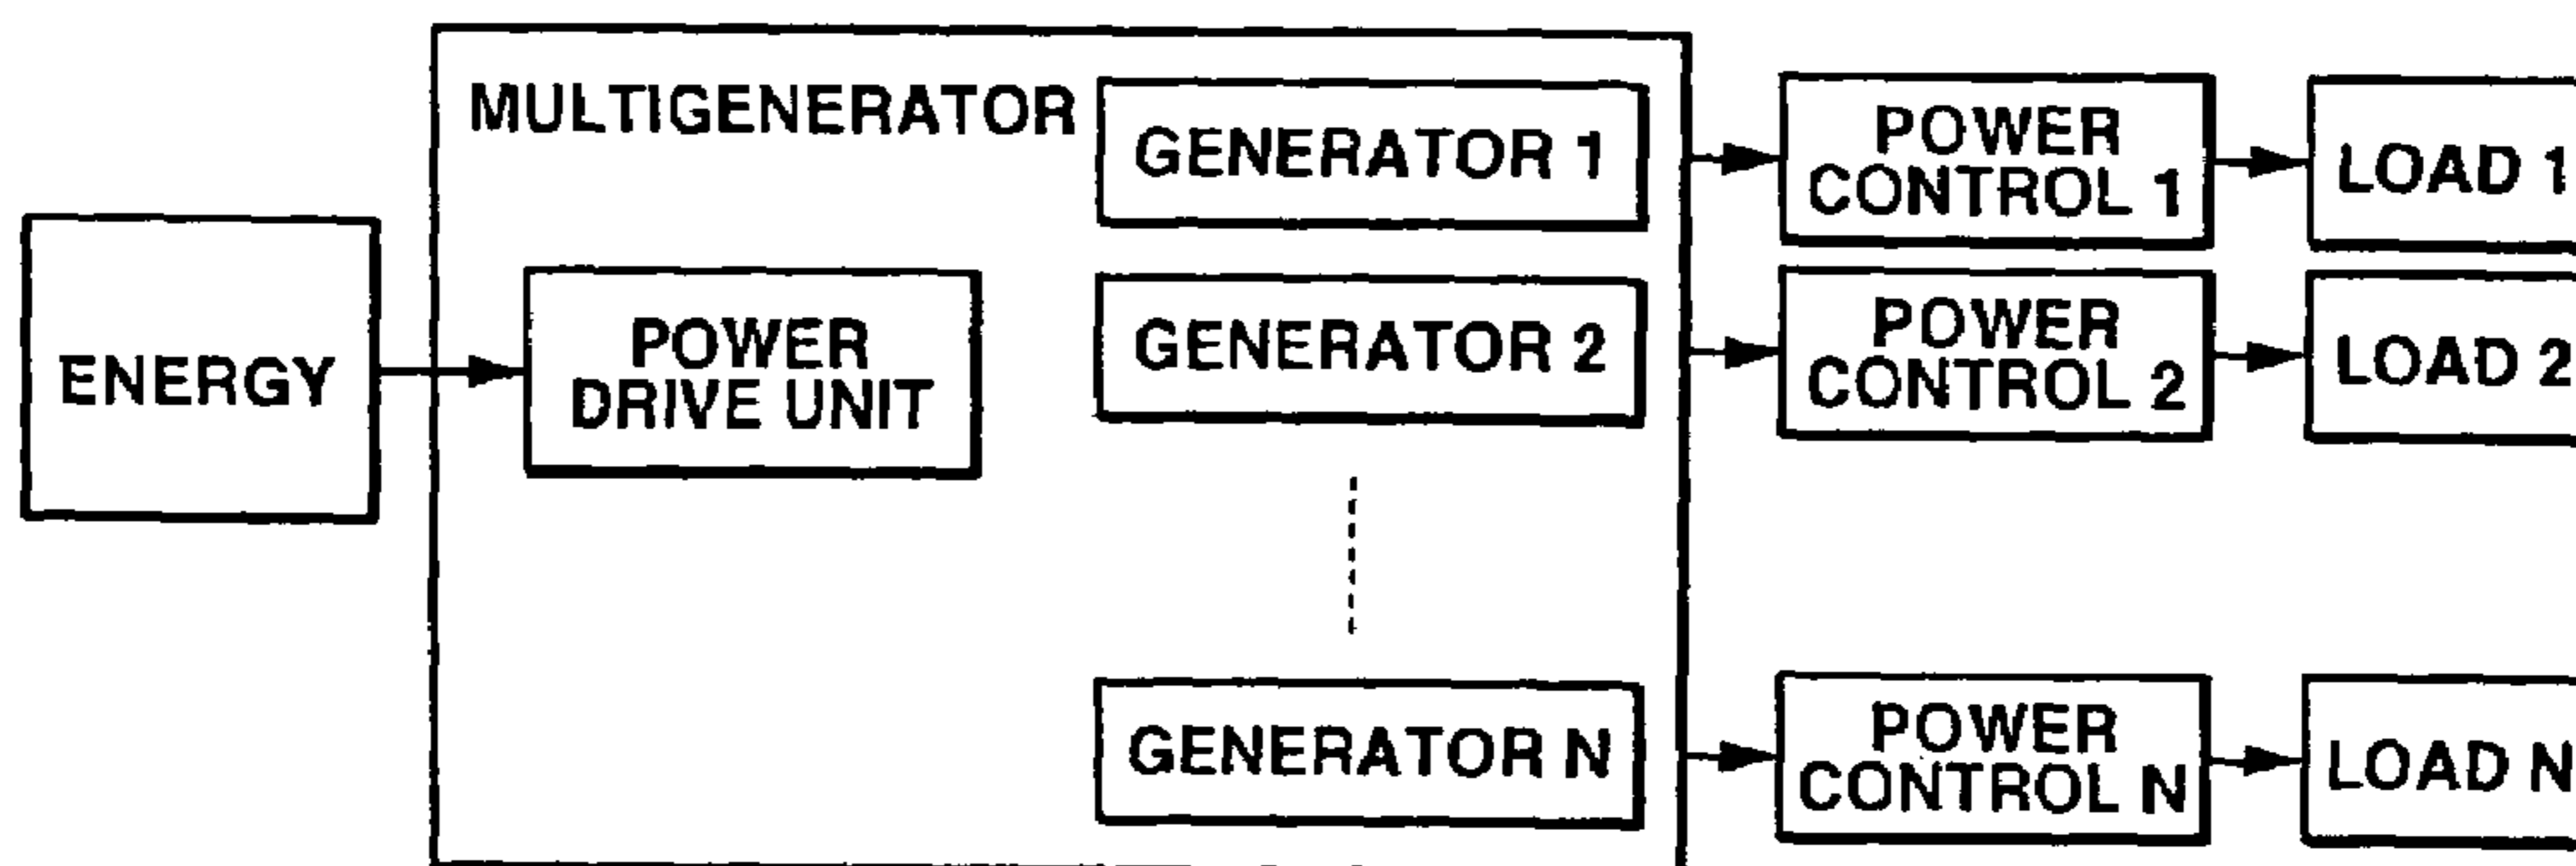 MULTIGENERATOR
GENERATOR 1
POWER
CONTROL 1
LOAD 1
ENERGY
POWER
DRIVE UNIT
GENERATOR 2
POWER
CONTROL 2
LOAD 2
GENERATOR N
POWER
CONTROL N
LOAD N